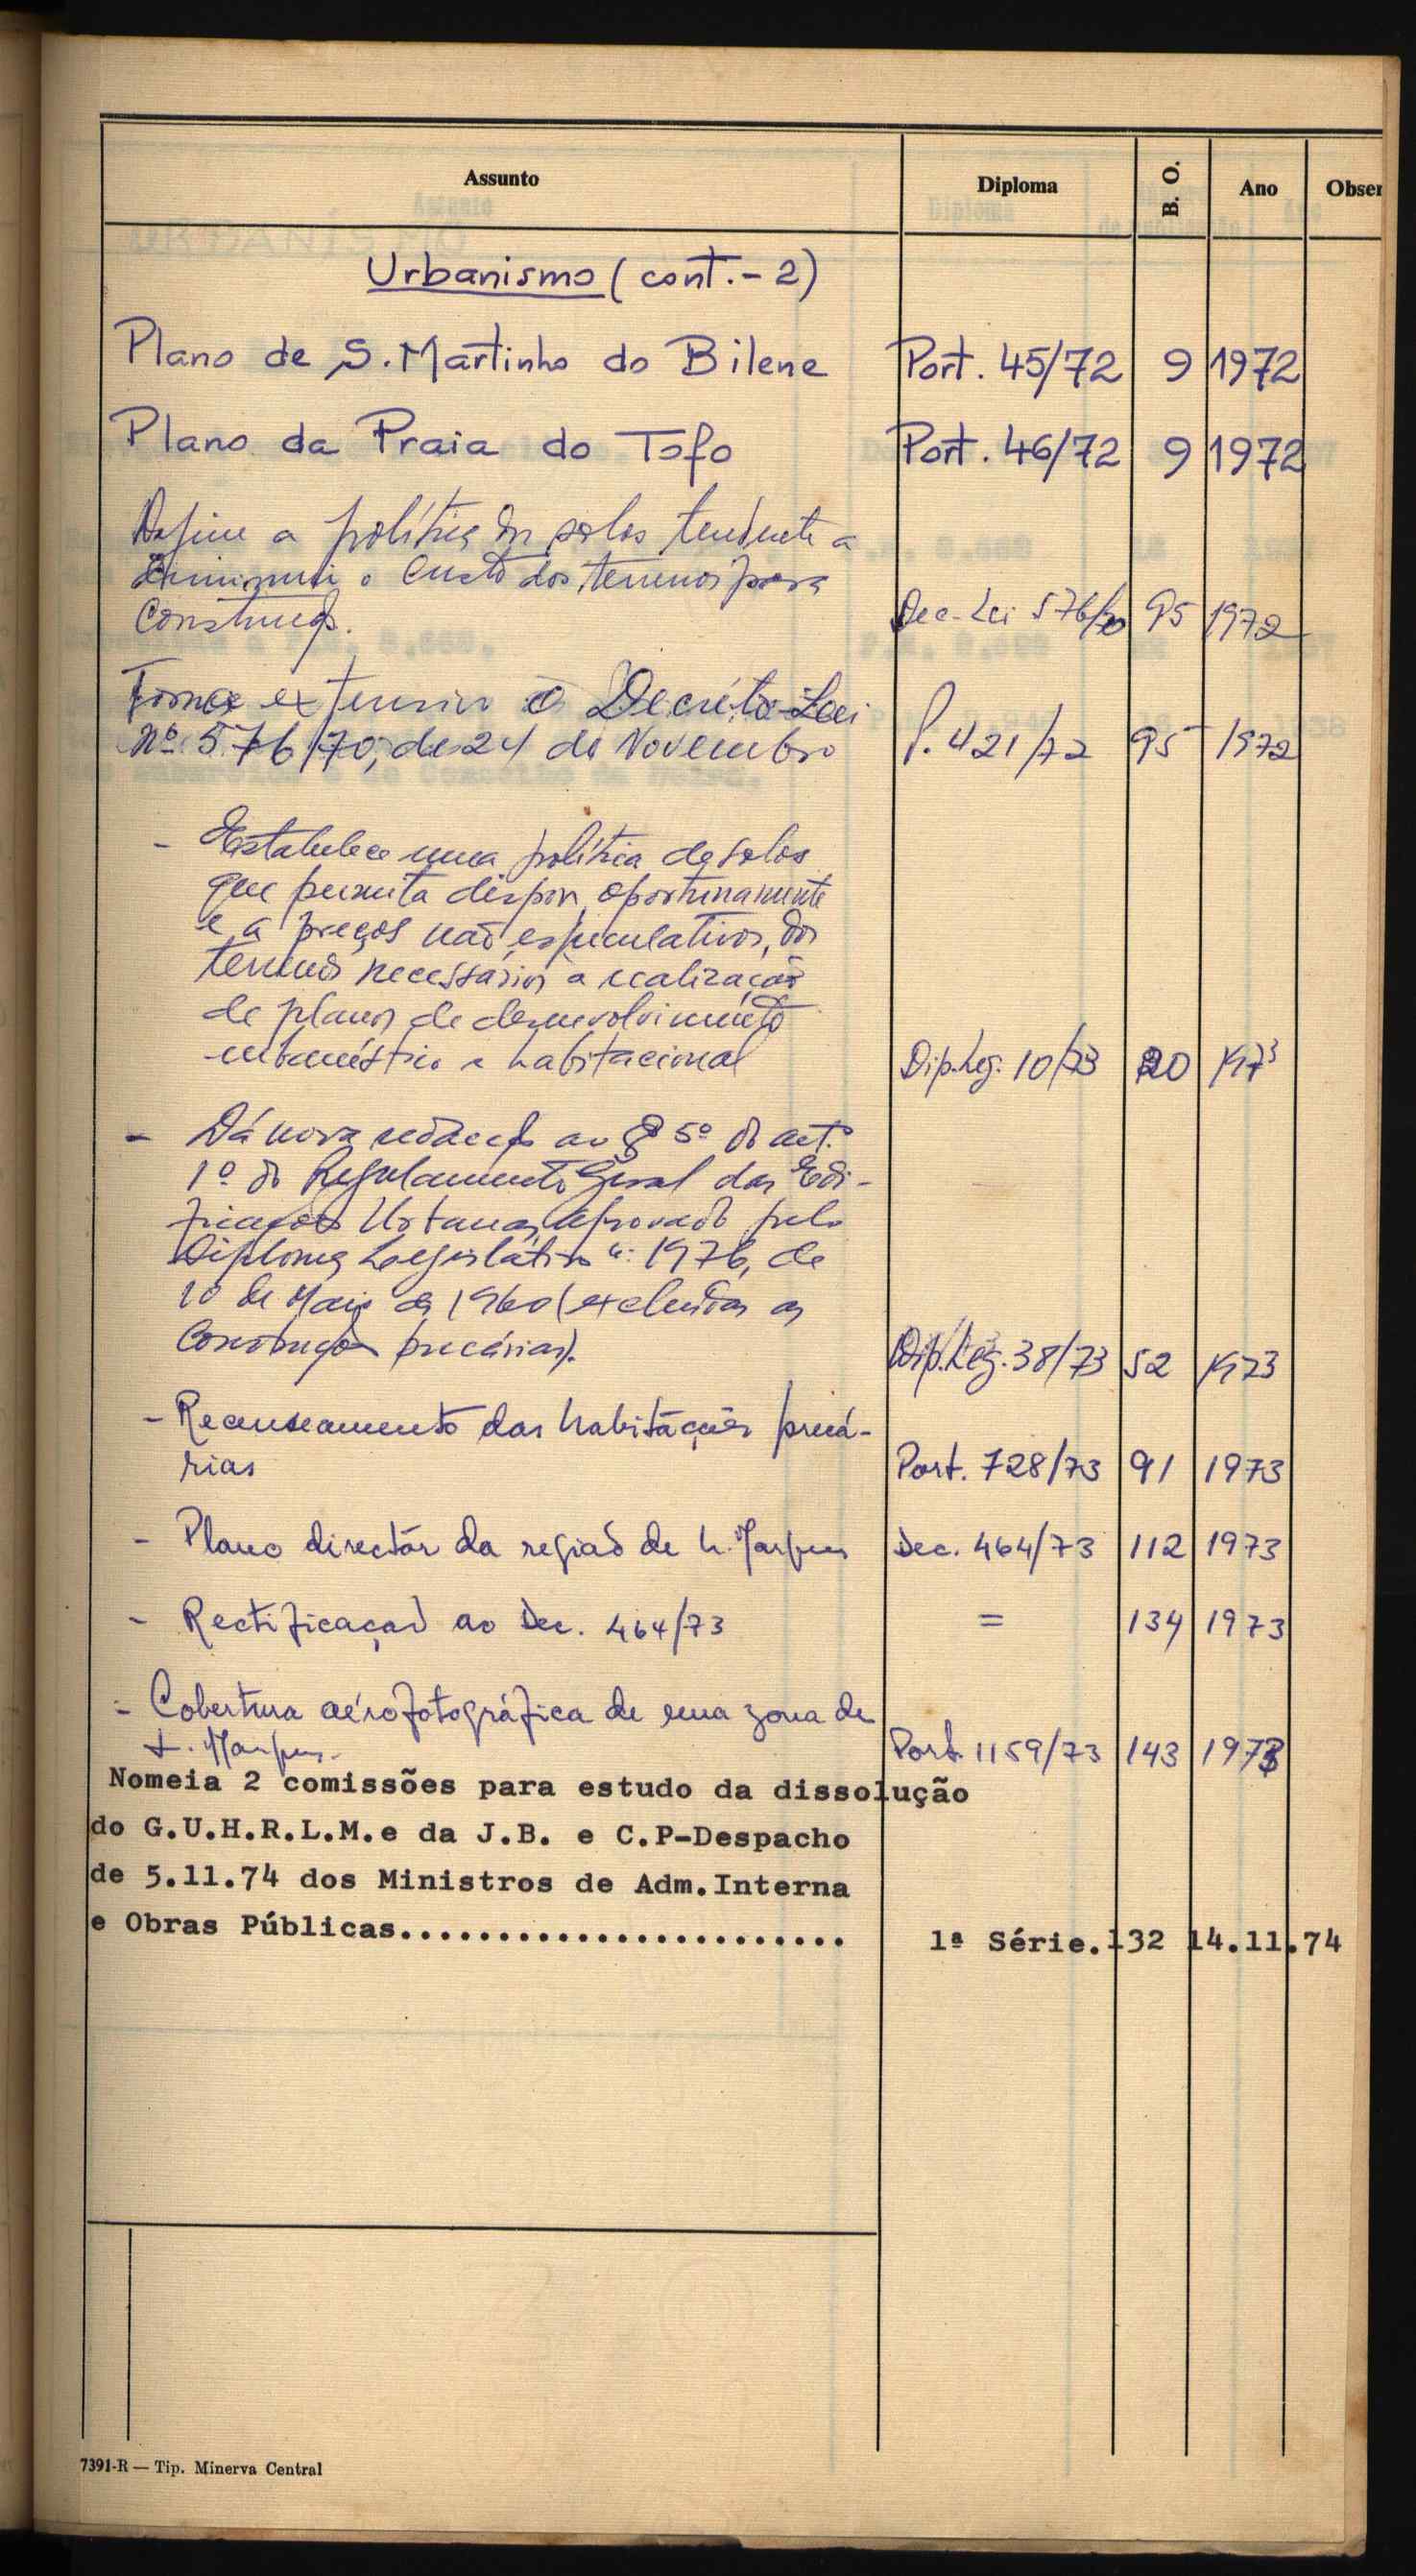 Assunto Diploma B. O. Ano Obser
Urbanismo (cont. - 2)
Plano de S. Martinho do Bilene Port. 45/72 9 1972
Plano da Praia do Tofo Port. 46/72 9 1972
Define a política de solos tendente a
diminuir o custo dos terrenos para
Construção. Dec-Lei 576/70 95 1972
Torna extensivo o Decreto-Lei
nº 576/70, de 24 de Novembro P. 421/72 95 1972
- Estabelece uma política de solos
que permita dispor, oportunamente
e a preços não especulativos, dos
terrenos necessários à realização
de planos de desenvolvimento
urbanístico e habitacional Dip. Leg. 10/73 20 1973
- Dá nova redacção ao § 5º do art.º
1º do Regulamento Geral das Edi-
ficações Urbanas, aprovado pelo
Diploma Legislativo n.º 1976, de
10 de Maio de 1960 (excluidas as
Construções precárias). Dip. Leg. 38/73 52 1973
- Recenseamento das habitações precá-
rias Port. 728/73 91 1973
- Plano directôr da região de L. Marques Dec. 464/73 112 1973
- Rectificação ao Dec. 464/73 = 134 1973
- Cobertura aérofotográfica de uma zona de
L. Marques. Port. 1159/73 143 1973
Nomeia 2 comissões para estudo da dissolução
do G.U.H.R.L.M.e da J.B. e C.P-Despacho
de 5.11.74 dos Ministros de Adm.Interna
e Obras Públicas....................... 1ª Série.132 14.11.74
7391-R — Tip. Minerva Central